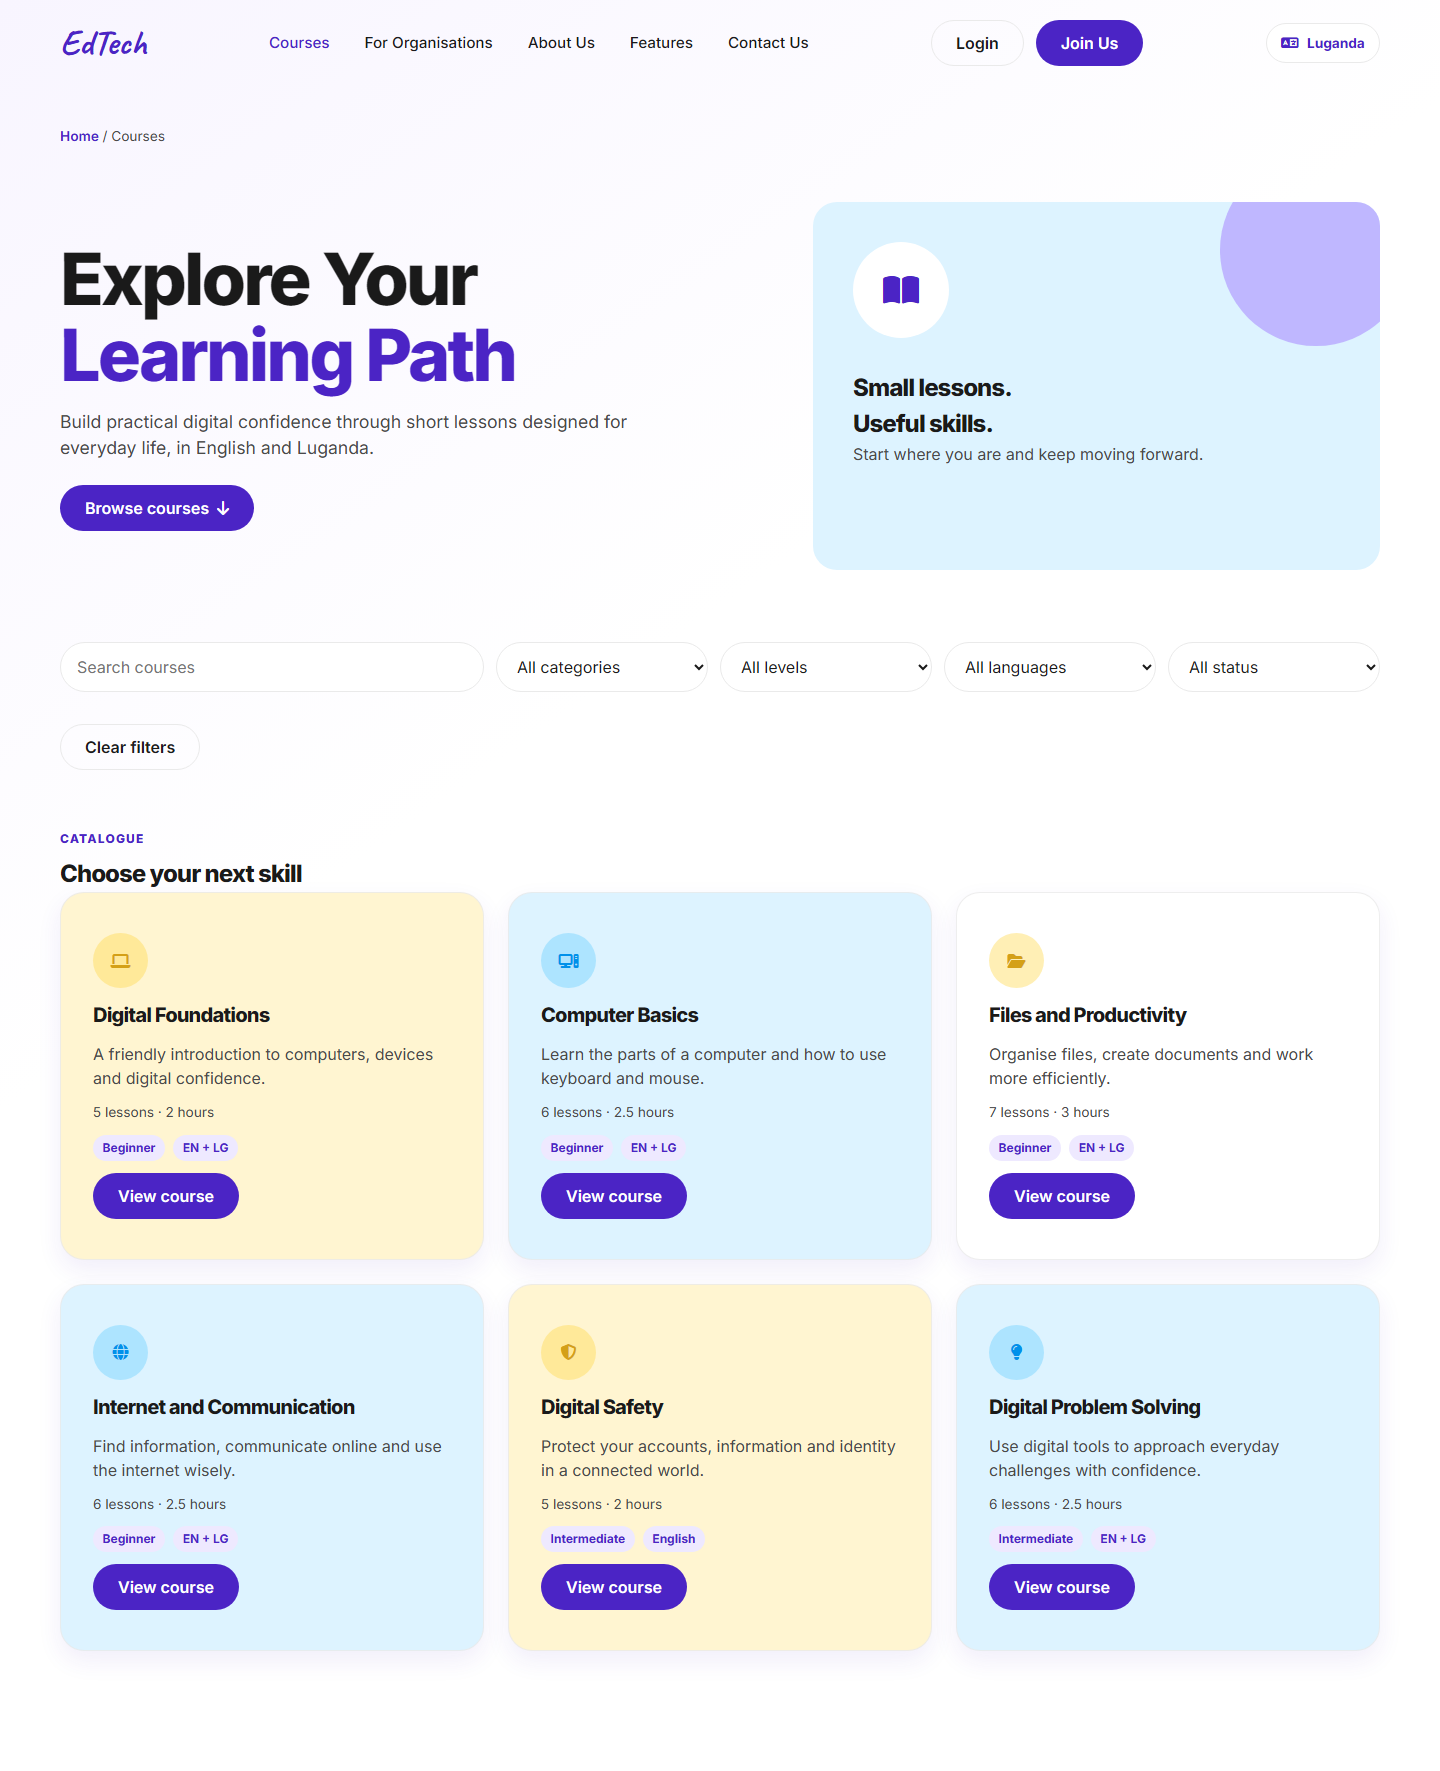 EdTech
Courses
For Organisations
About Us
Features
Contact Us
Login
Join Us
Luganda
Home / Courses
Explore Your
Learning Path
Build practical digital confidence through short lessons designed for
everyday life, in English and Luganda.
Browse courses
Small lessons.
Useful skills.
Start where you are and keep moving forward.
Search courses
All categories
All levels
All languages
All status
Clear filters
CATALOGUE
Choose your next skill
Digital Foundations
A friendly introduction to computers, devices
and digital confidence.
5 lessons · 2 hours
Beginner
EN + LG
View course
Computer Basics
Learn the parts of a computer and how to use
keyboard and mouse.
6 lessons · 2.5 hours
Beginner
EN + LG
View course
Files and Productivity
Organise files, create documents and work
more efficiently.
7 lessons · 3 hours
Beginner
EN + LG
View course
Internet and Communication
Find information, communicate online and use
the internet wisely.
6 lessons · 2.5 hours
Beginner
EN + LG
View course
Digital Safety
Protect your accounts, information and identity
in a connected world.
5 lessons · 2 hours
Intermediate
English
View course
Digital Problem Solving
Use digital tools to approach everyday
challenges with confidence.
6 lessons · 2.5 hours
Intermediate
EN + LG
View course